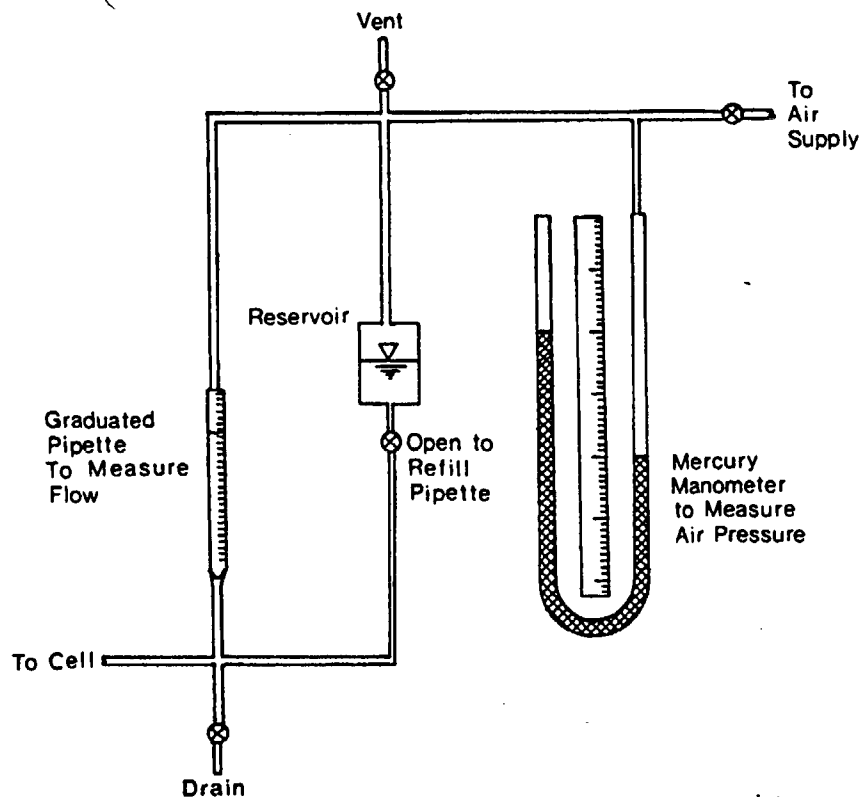 Vent
To
Air
Supply
Reservoir
Graduated
Pipette
To Measure
Flow
Open to
Refill
Pipette
Mercury
Manometer
to Measure
Air Pressure
To Cell
Drain